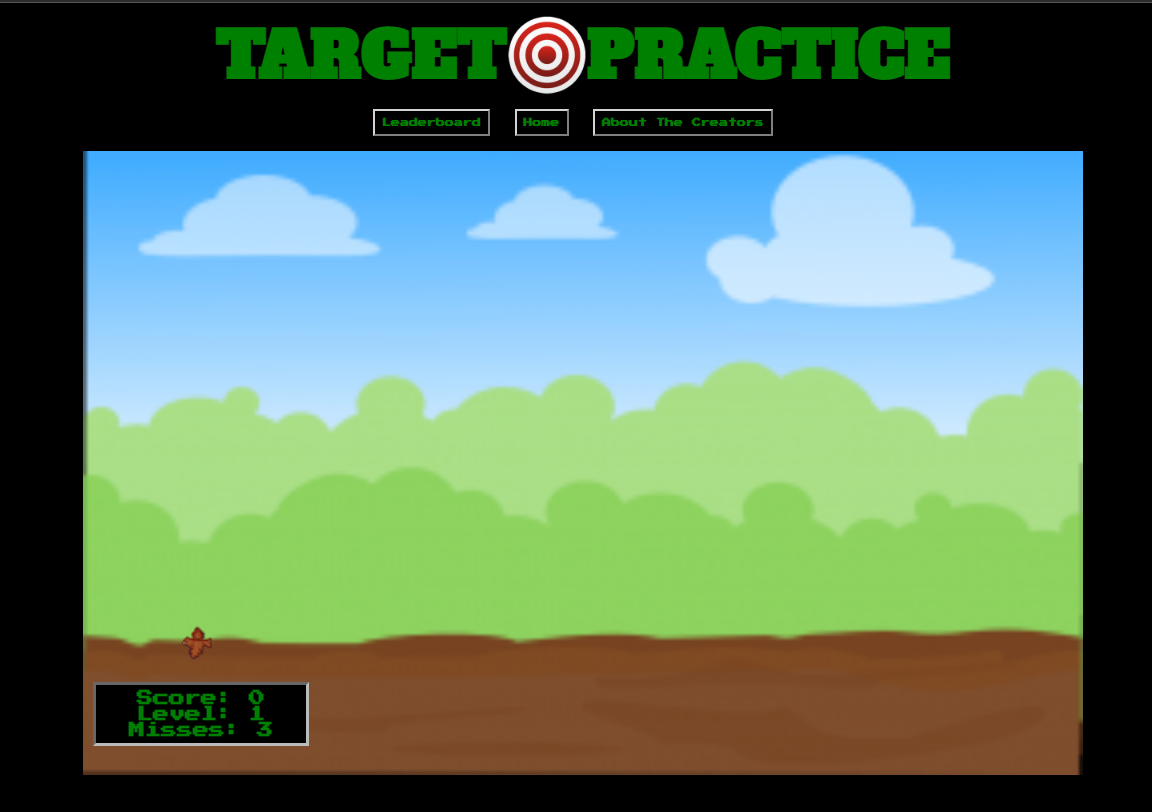 TARGET PRACTICE
Leaderboard Home About The Creators
Score: 0
Level: 1
Misses: 3